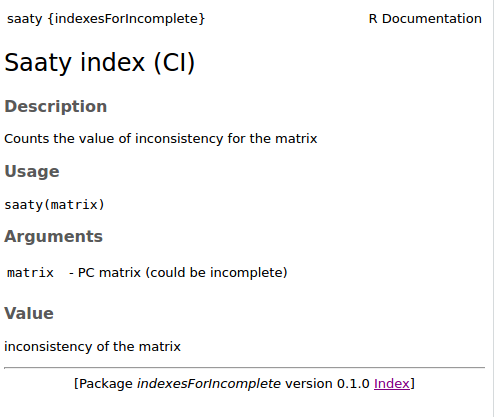 saaty {indexesForIncomplete} R Documentation
Saaty index (CI)
Description
Counts the value of inconsistency for the matrix
Usage
saaty(matrix)
Arguments
matrix - PC matrix (could be incomplete)
Value
inconsistency of the matrix
[Package indexesForIncomplete version 0.1.0 Index]